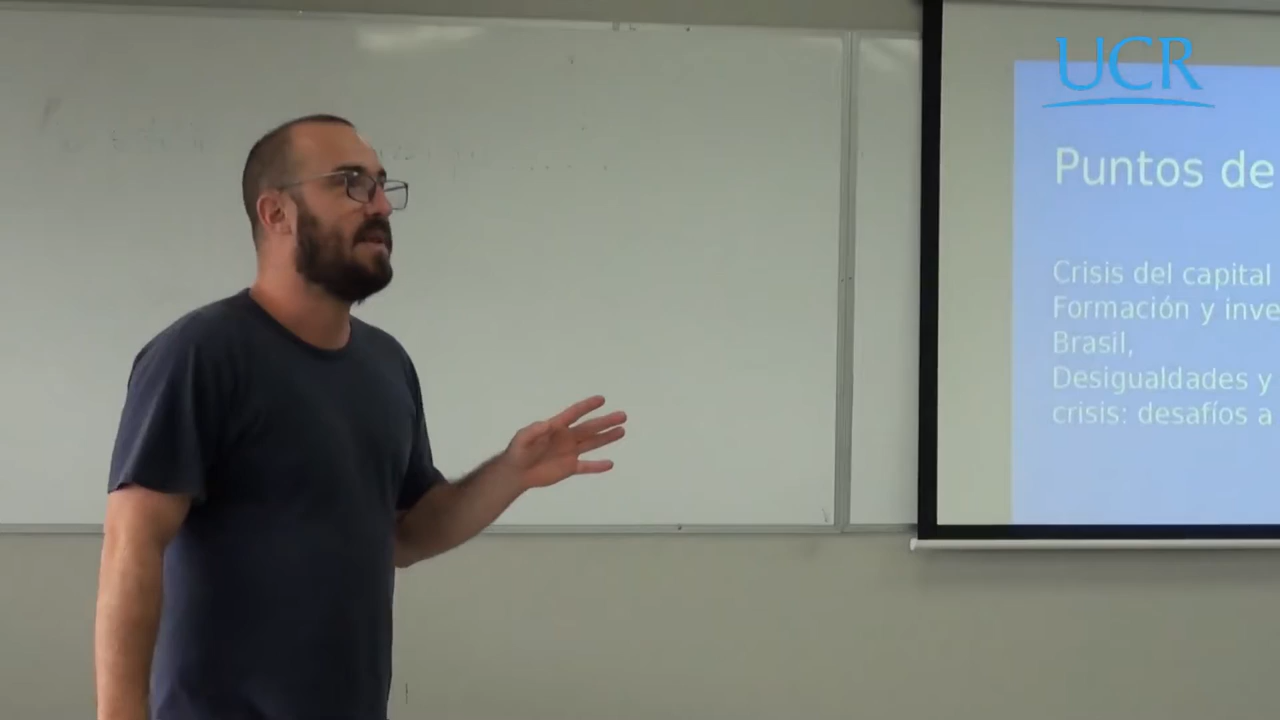 UCR
Puntos de
Crisis del capital
Formación y inve
Brasil,
Desigualdades y
crisis: desafíos a